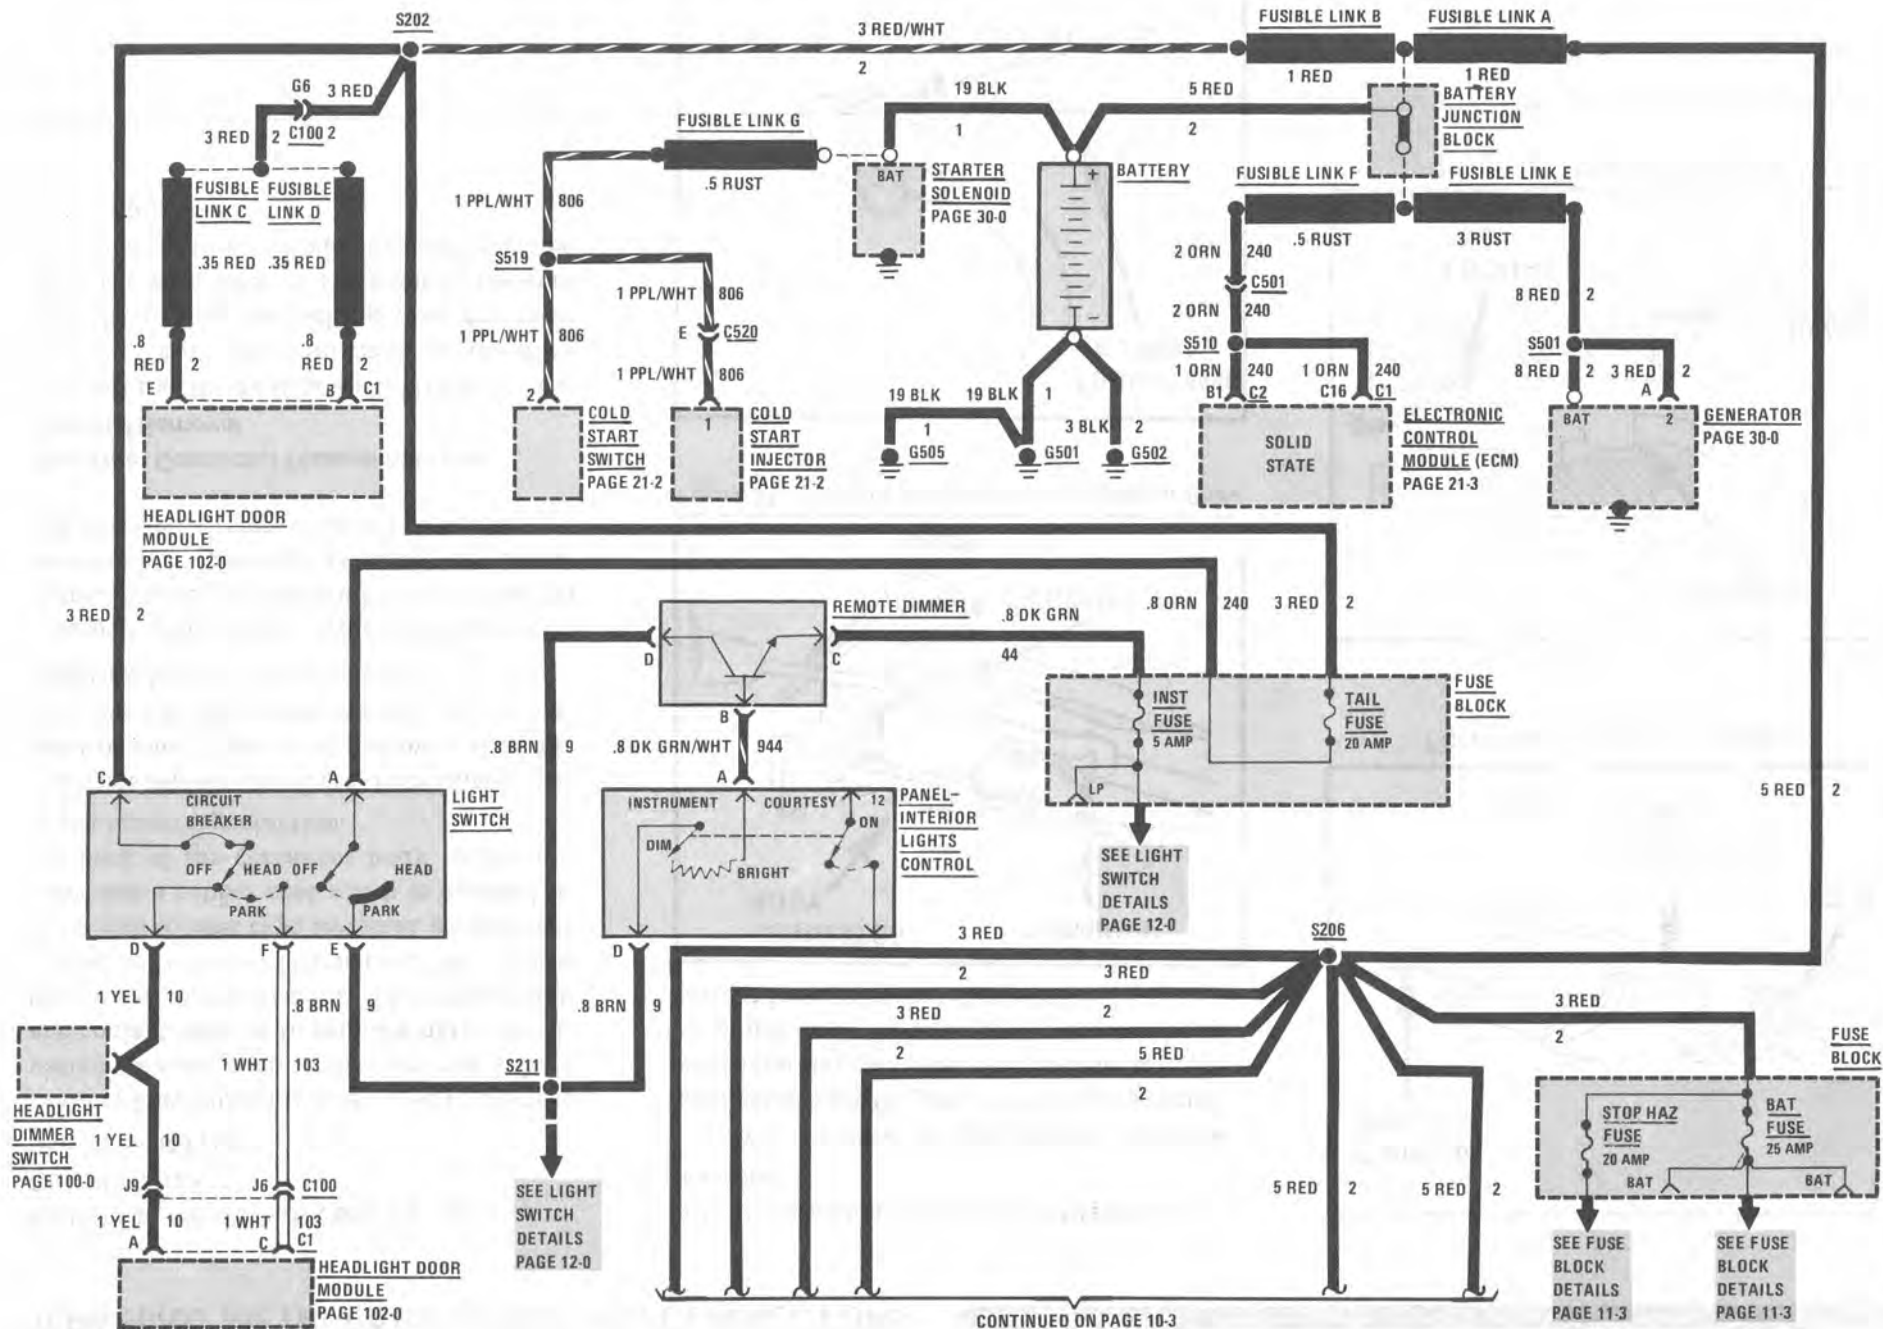 S202
3 RED/WHT
2
FUSIBLE LINK B
FUSIBLE LINK A
1 RED
1 RED
G6
3 RED
3 RED
2
C100
2
FUSIBLE
LINK C
FUSIBLE
LINK D
.35 RED
.35 RED
.8
RED
2
E
.8
RED
2
B
C1
HEADLIGHT DOOR
MODULE
PAGE 102-0
FUSIBLE LINK G
.5 RUST
1 PPL/WHT
806
S519
1 PPL/WHT
806
1 PPL/WHT
806
E
C520
1 PPL/WHT
806
2
COLD
START
SWITCH
PAGE 21-2
1
COLD
START
INJECTOR
PAGE 21-2
19 BLK
1
5 RED
2
BAT
STARTER
SOLENOID
PAGE 30-0
+
BATTERY
-
BATTERY
JUNCTION
BLOCK
19 BLK
1
19 BLK
1
3 BLK
2
G505
G501
G502
FUSIBLE LINK F
FUSIBLE LINK E
.5 RUST
3 RUST
2 ORN
240
C501
2 ORN
240
S510
1 ORN
240
B1
C2
1 ORN
240
C16
C1
SOLID
STATE
ELECTRONIC
CONTROL
MODULE (ECM)
PAGE 21-3
8 RED
2
S501
8 RED
2
3 RED
2
A
BAT
2
GENERATOR
PAGE 30-0
3 RED
2
REMOTE DIMMER
D
C
B
.8 DK GRN
44
.8 ORN
240
3 RED
2
.8 BRN
9
.8 DK GRN/WHT
944
INST
FUSE
5 AMP
LP
TAIL
FUSE
20 AMP
FUSE
BLOCK
SEE LIGHT
SWITCH
DETAILS
PAGE 12-0
5 RED
2
C
A
CIRCUIT
BREAKER
OFF
HEAD
PARK
OFF
HEAD
PARK
LIGHT
SWITCH
D
F
E
A
INSTRUMENT
COURTESY
12
DIM
BRIGHT
ON
PANEL-
INTERIOR
LIGHTS
CONTROL
D
1 YEL
10
.8 BRN
9
.8 BRN
9
1 WHT
103
S211
HEADLIGHT
DIMMER
SWITCH
PAGE 100-0
1 YEL
10
J9
J6
C100
1 YEL
10
1 WHT
103
A
C
C1
HEADLIGHT DOOR
MODULE
PAGE 102-0
SEE LIGHT
SWITCH
DETAILS
PAGE 12-0
S206
3 RED
2
3 RED
2
3 RED
2
5 RED
2
5 RED
2
5 RED
2
3 RED
2
FUSE
BLOCK
STOP HAZ
FUSE
20 AMP
BAT
FUSE
25 AMP
BAT
BAT
SEE FUSE
BLOCK
DETAILS
PAGE 11-3
SEE FUSE
BLOCK
DETAILS
PAGE 11-3
CONTINUED ON PAGE 10-3